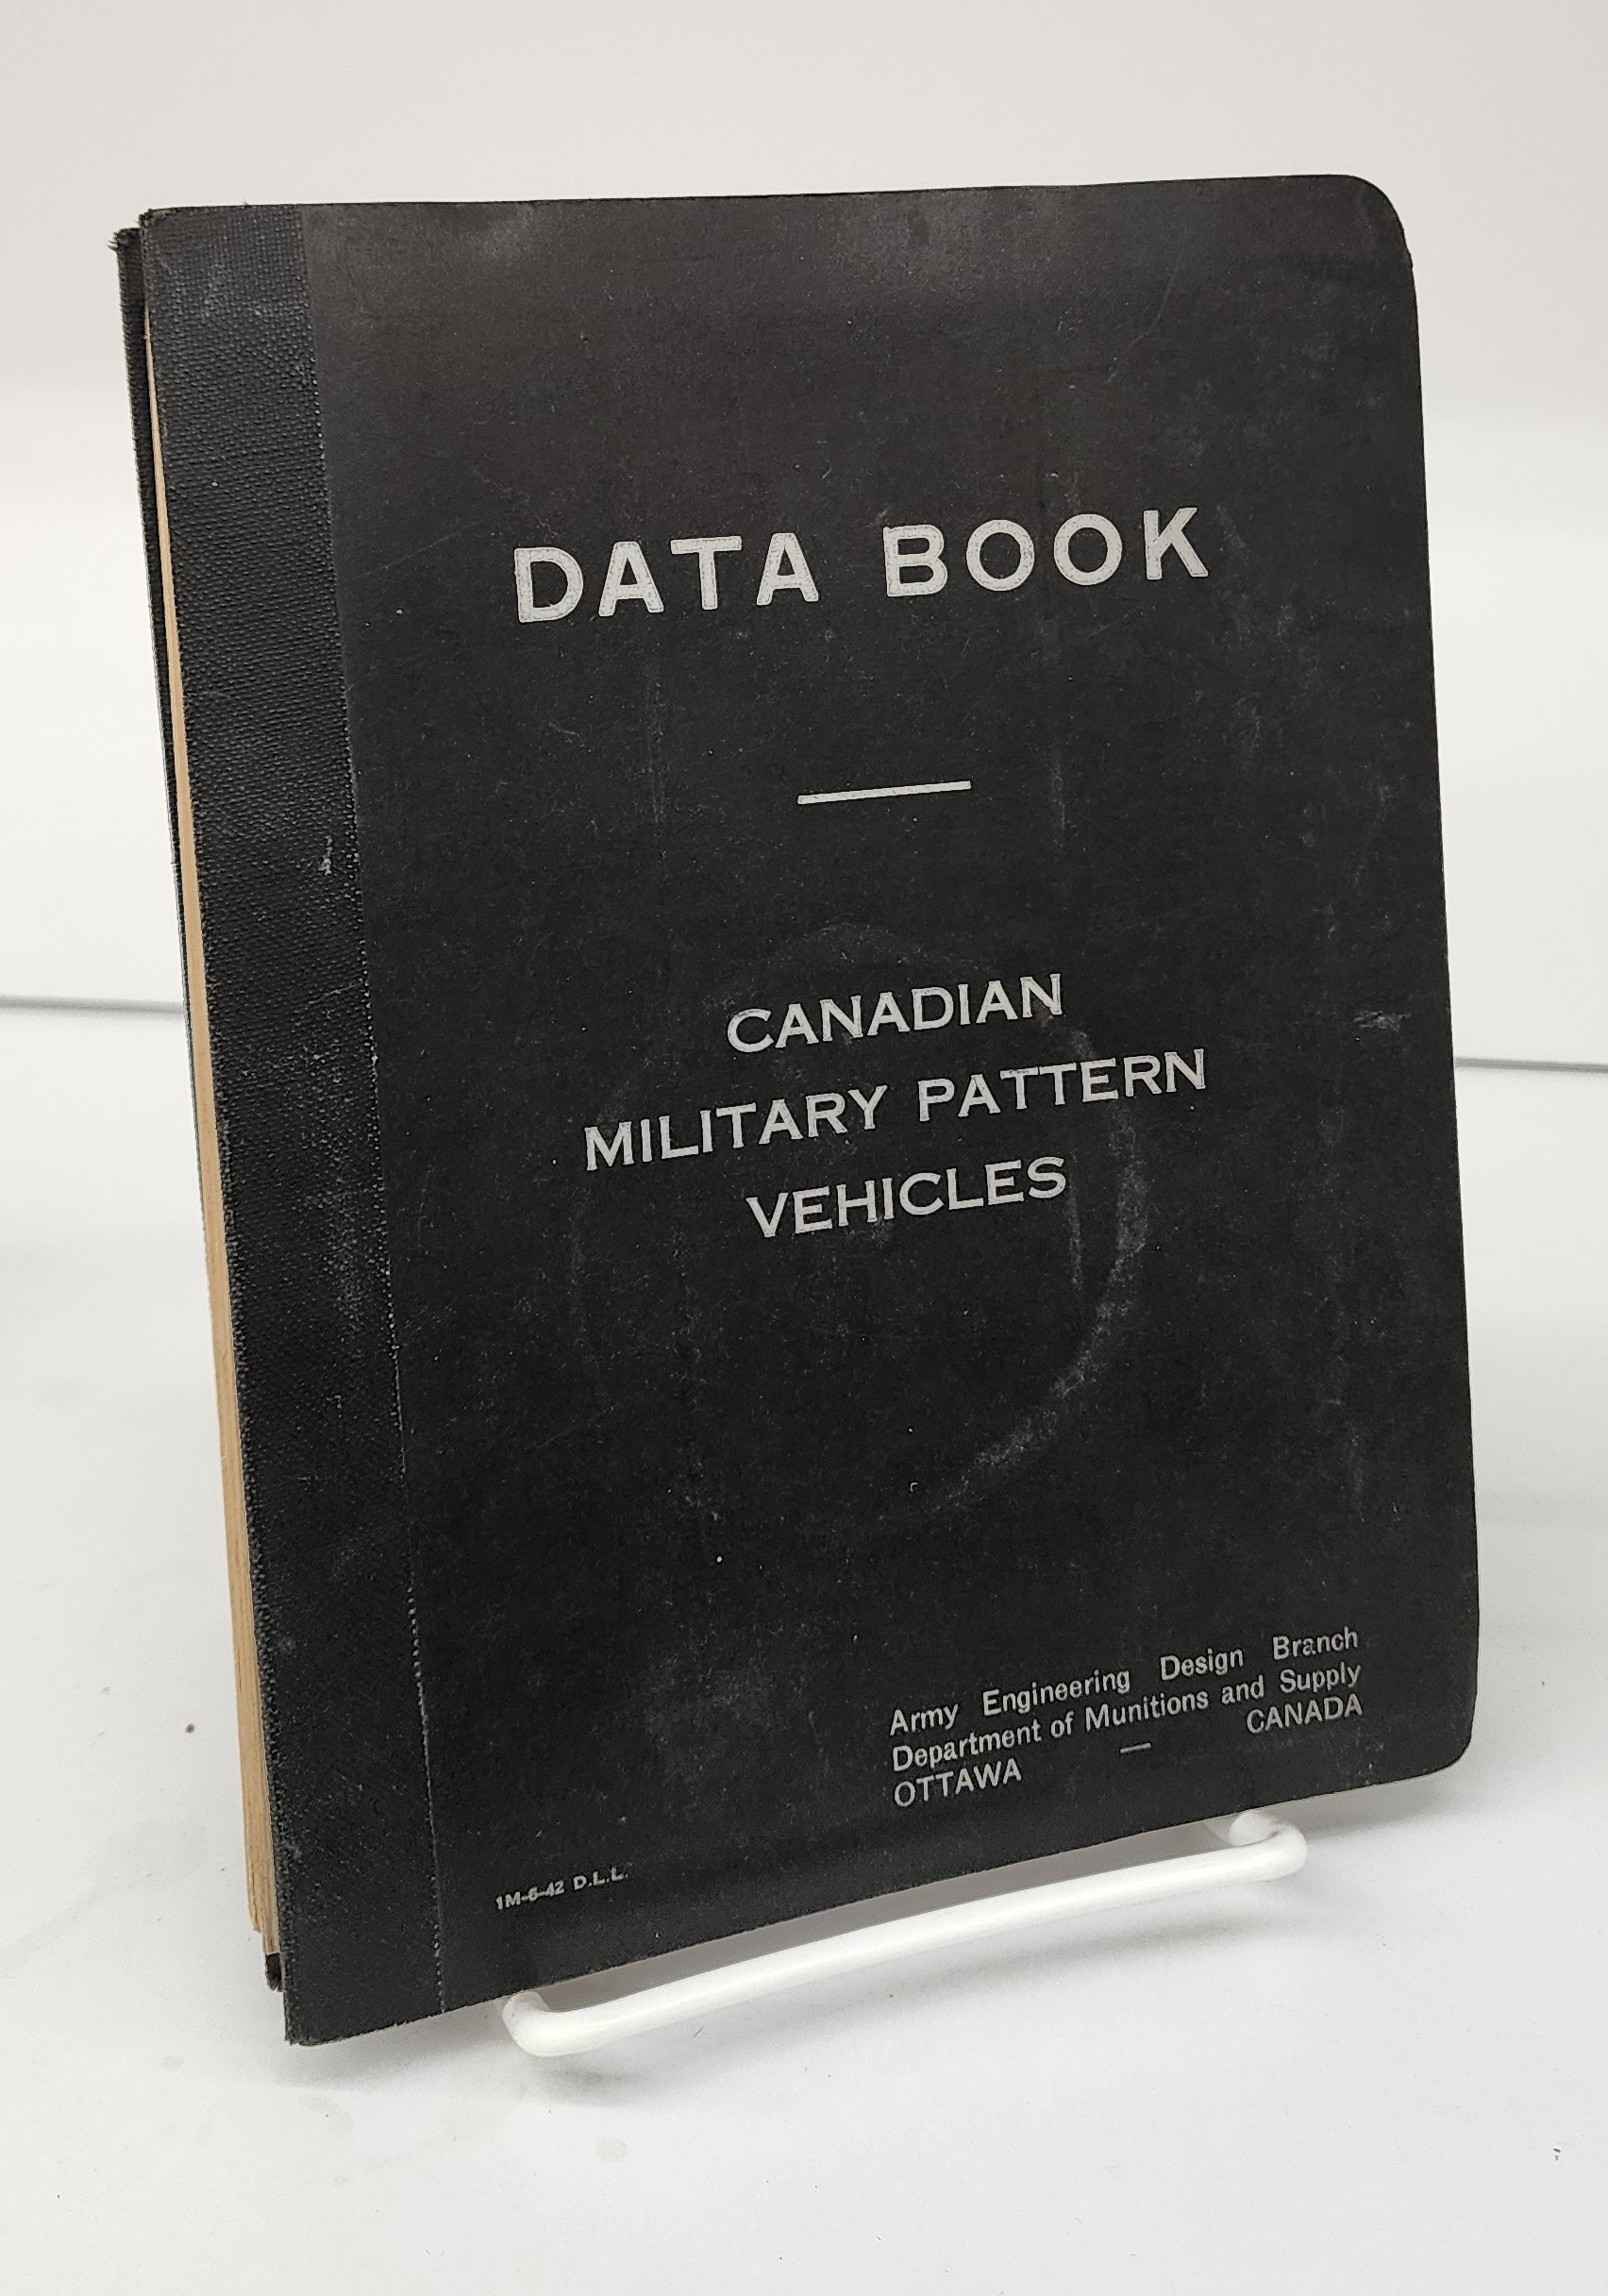 DATA BOOK
CANADIAN
MILITARY PATTERN
VEHICLES
Army Engineering Design Branch
Department of Munitions and Supply
OTTAWA — CANADA
1M-6-42 D.L.L.